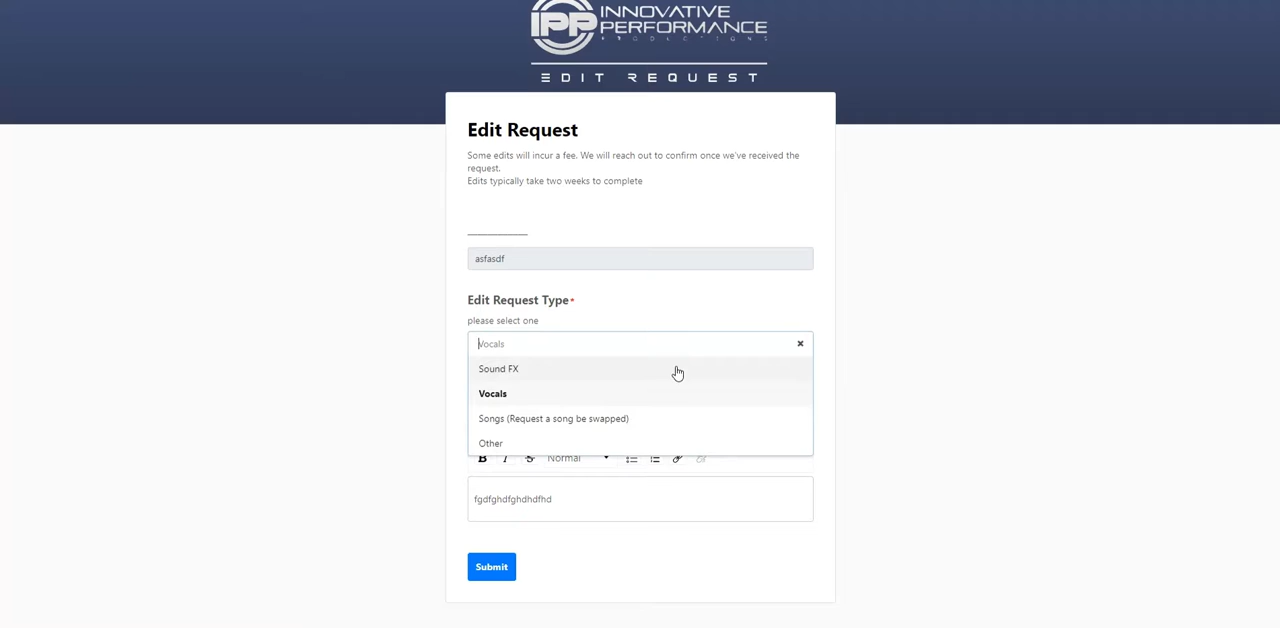 IPP
INNOVATIVE
PERFORMANCE
PRODUCTIONS
EDIT REQUEST
Edit Request
Some edits will incur a fee. We will reach out to confirm once we've received the
request.
Edits typically take two weeks to complete
asfasdf
Edit Request Type*
please select one
Vocals
Sound FX
Vocals
Songs (Request a song be swapped)
Other
B I S Normal
fgdfghdfghdhdfhd
Submit